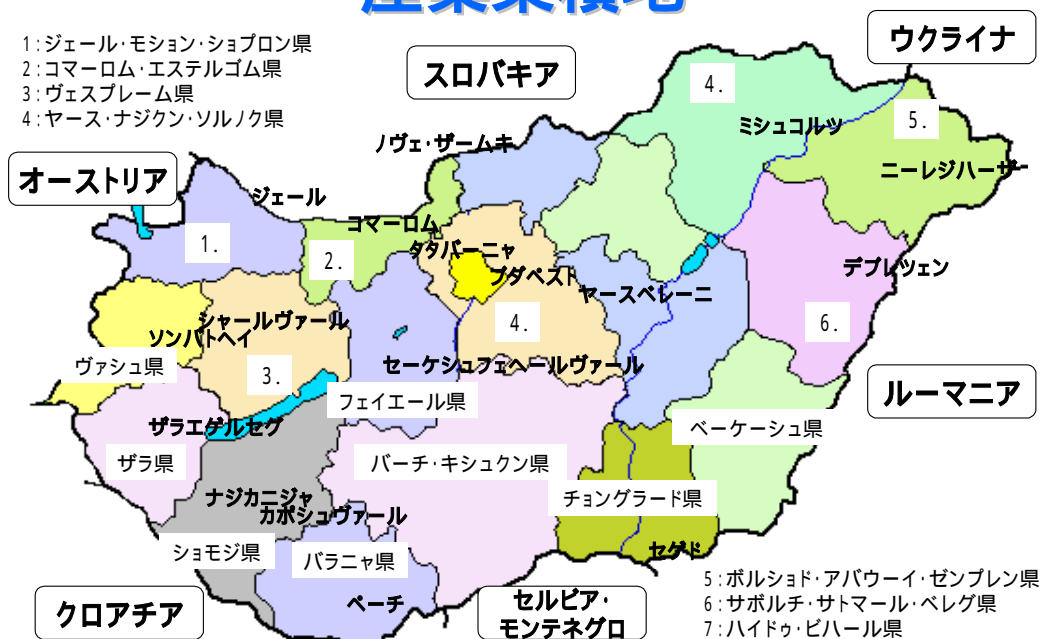 産業集積地
1:ジェール･モション･ショプロン県
2:コマーロム･エステルゴム県
3:ヴェスプレーム県
4:ヤース･ナジクン･ソルノク県
ウクライナ
スロバキア
4.
5.
ミシュコルツ
ノヴェ･ザームキ
ニーレジハーザ
オーストリア
ジェール
コマーロム
1.
2.
タタバーニャ
ブダペスト
デブレツェン
ヤースベレーニ
シャールヴァール
ソンバトヘイ
4.
6.
ヴァシュ県
3.
セーケシュフェヘールヴァール
フェイエール県
ルーマニア
ザラエゲルセグ
ベーケーシュ県
ザラ県
バーチ･キシュクン県
ナジカニジャ
カポシュヴァール
チョングラード県
ショモジ県
バラニャ県
セゲド
ペーチ
クロアチア
セルビア･
モンテネグロ
5:ボルショド･アバウーイ･ゼンプレン県
6:サボルチ･サトマール･ベレグ県
7:ハイドゥ･ビハール県